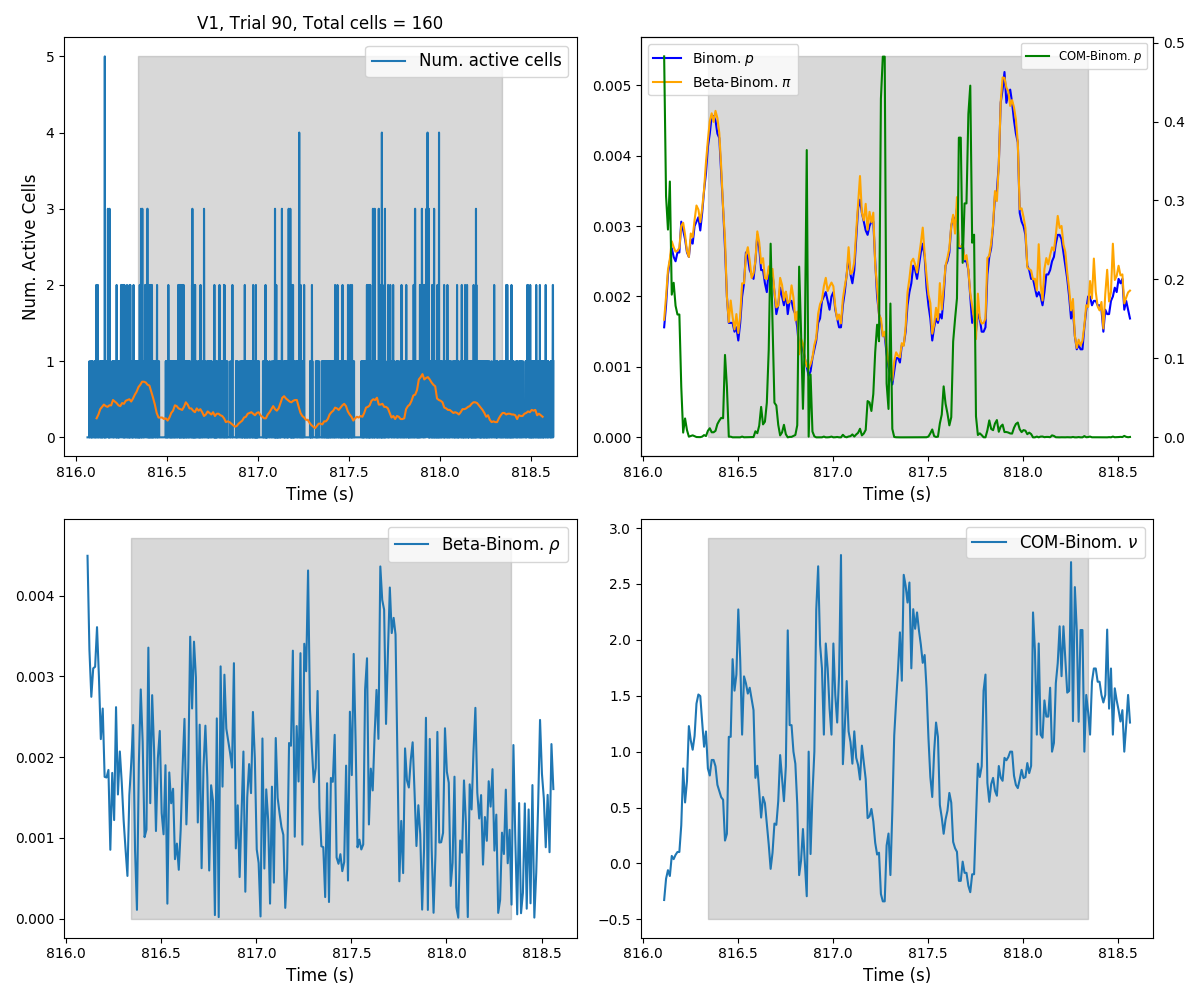 V1, Trial 90, Total cells = 160
Num. active cells
Num. Active Cells
5
4
3
2
1
0
816.0 816.5 817.0 817.5 818.0 818.5
Time (s)
Binom. p
Beta-Binom. π
COM-Binom. p
0.005
0.004
0.003
0.002
0.001
0.000
0.5
0.4
0.3
0.2
0.1
0.0
816.0 816.5 817.0 817.5 818.0 818.5
Time (s)
Beta-Binom. ρ
0.004
0.003
0.002
0.001
0.000
816.0 816.5 817.0 817.5 818.0 818.5
Time (s)
COM-Binom. ν
3.0
2.5
2.0
1.5
1.0
0.5
0.0
−0.5
816.0 816.5 817.0 817.5 818.0 818.5
Time (s)